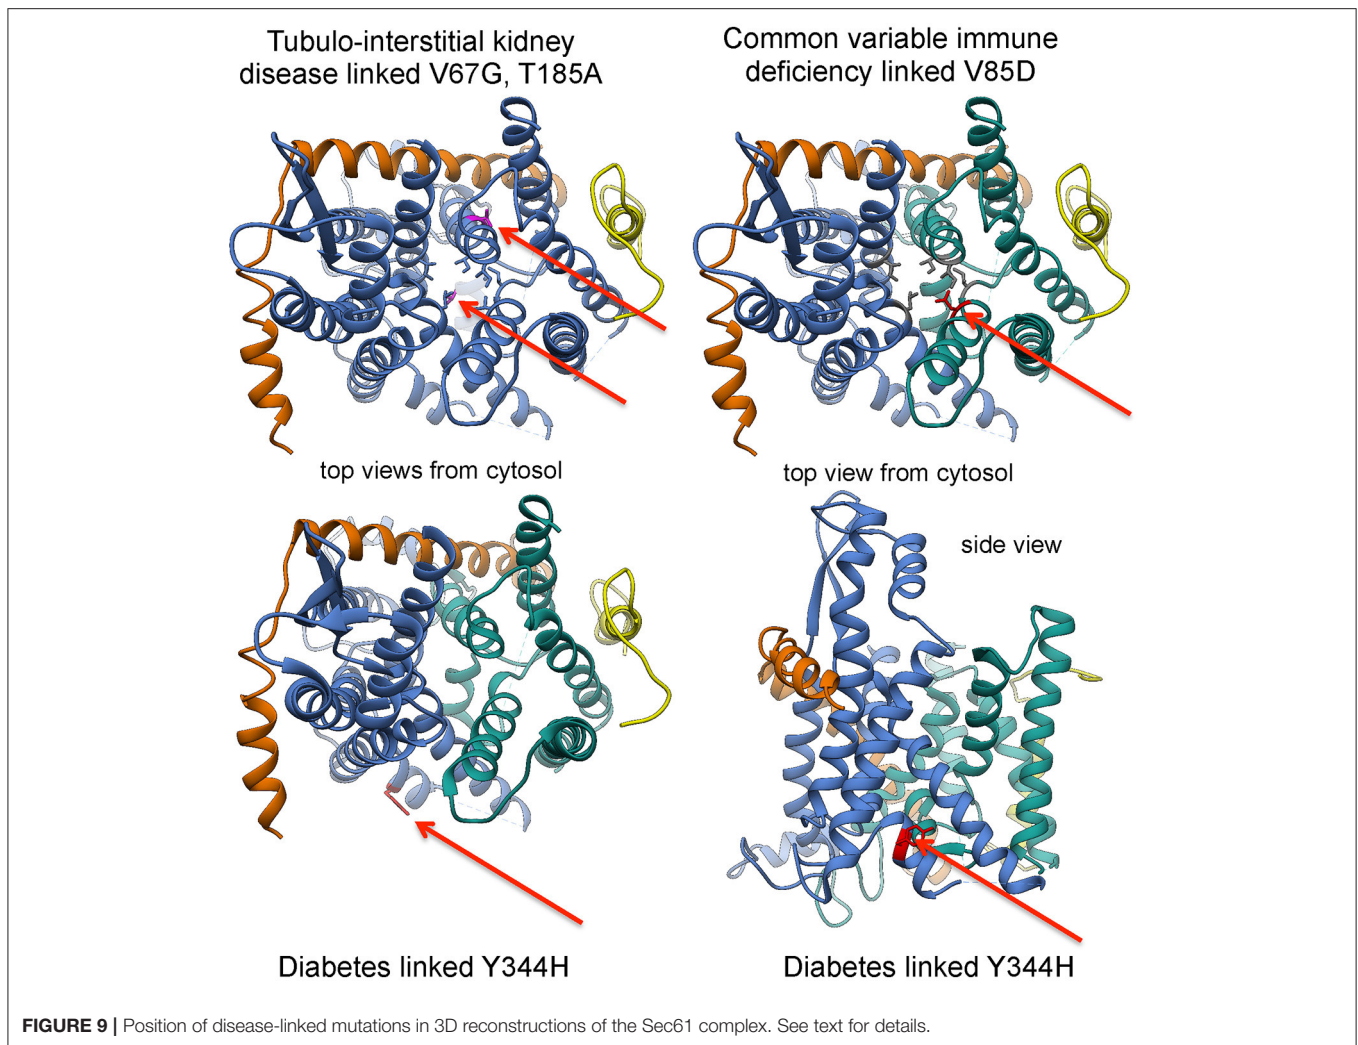 Tubulo-interstitial kidney
disease linked V67G, T185A
Common variable immune
deficiency linked V85D
top views from cytosol
top view from cytosol
side view
Diabetes linked Y344H
Diabetes linked Y344H
FIGURE 9 | Position of disease-linked mutations in 3D reconstructions of the Sec61 complex. See text for details.